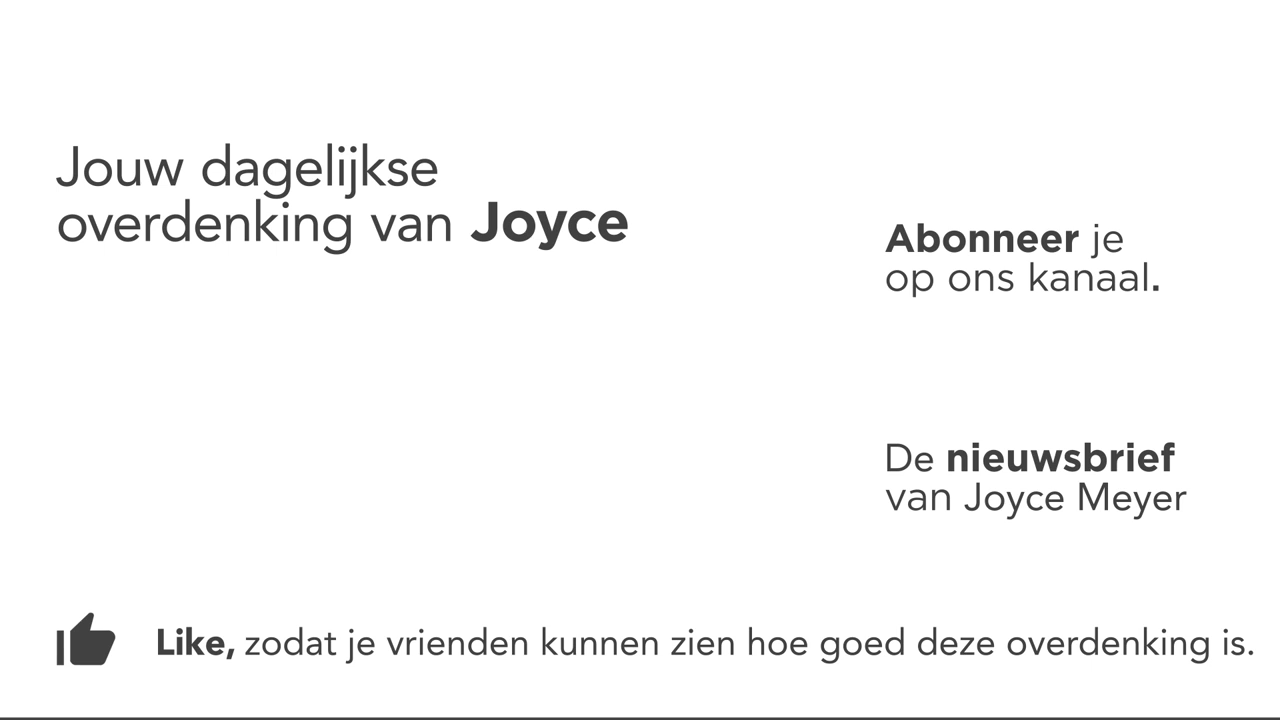 Jouw dagelijkse
overdenking van Joyce
Abonneer je
op ons kanaal.
De nieuwsbrief
van Joyce Meyer
Like, zodat je vrienden kunnen zien hoe goed deze overdenking is.